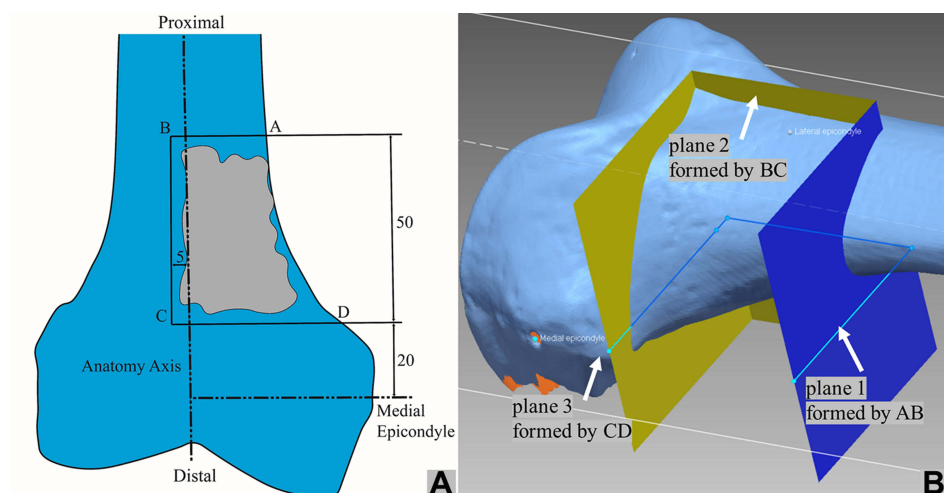 Proximal
B
A
50
5
C
D
20
Anatomy Axis
Medial
Epicondyle
Distal
A
Lateral epicondyle
plane 2
formed by BC
Medial epicondyle
plane 3
formed by CD
plane 1
formed by AB
B